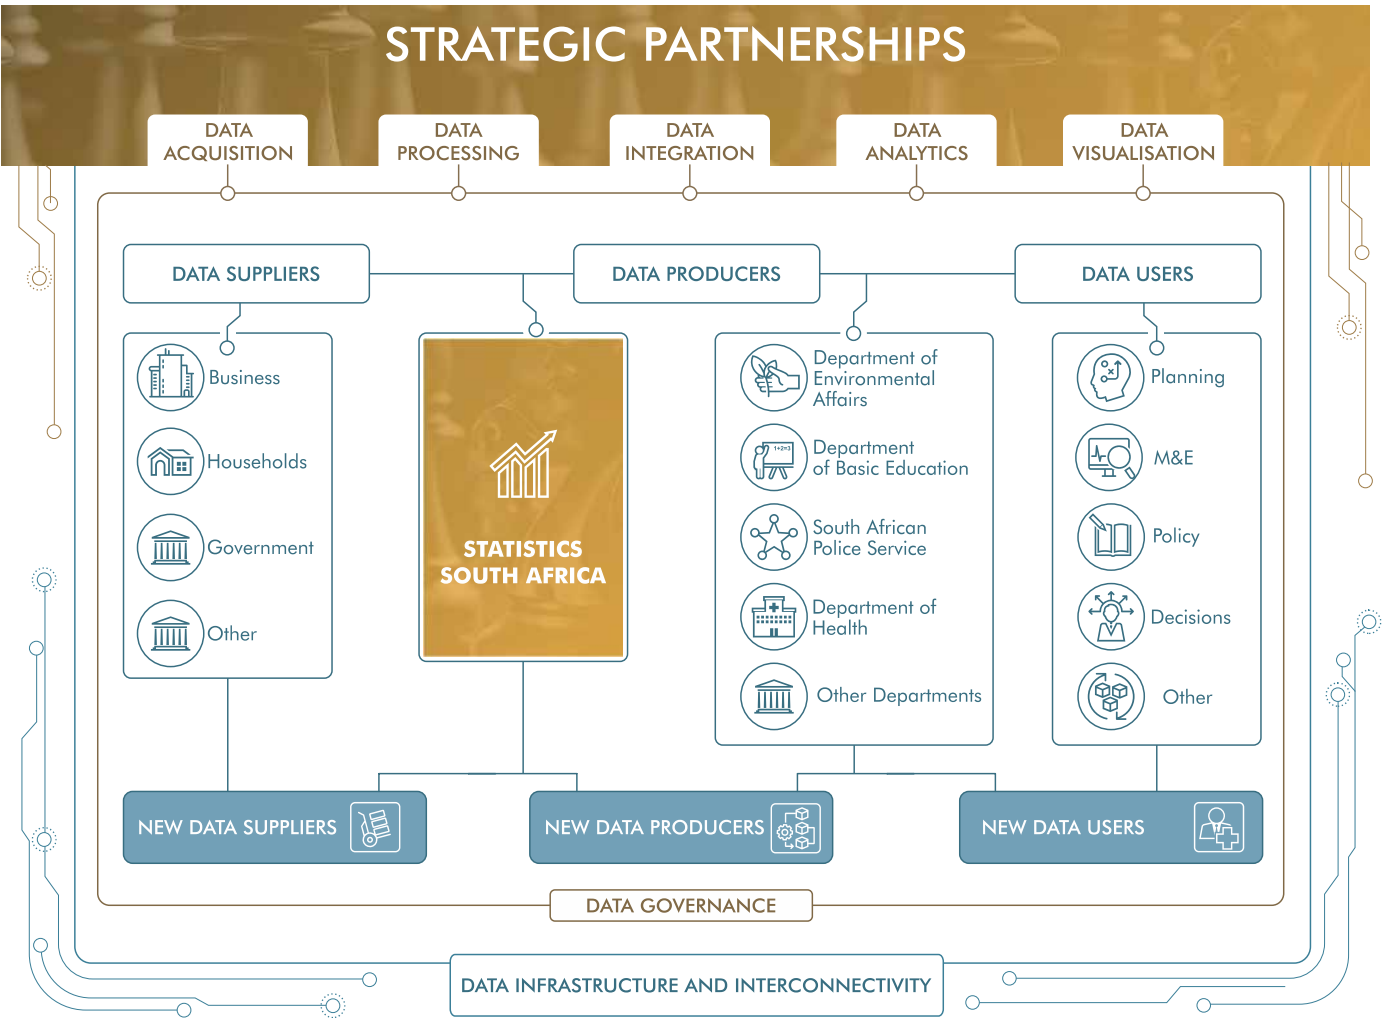 STRATEGIC PARTNERSHIPS
DATA
ACQUISITION
DATA
PROCESSING
DATA
INTEGRATION
DATA
ANALYTICS
DATA
VISUALISATION
DATA SUPPLIERS
DATA PRODUCERS
DATA USERS
Business
Households
Government
Other
STATISTICS
SOUTH AFRICA
Department of
Environmental
Affairs
1+2=3
Department
of Basic Education
South African
Police Service
Department of
Health
Other Departments
Planning
M&E
Policy
Decisions
Other
NEW DATA SUPPLIERS
NEW DATA PRODUCERS
NEW DATA USERS
DATA GOVERNANCE
DATA INFRASTRUCTURE AND INTERCONNECTIVITY